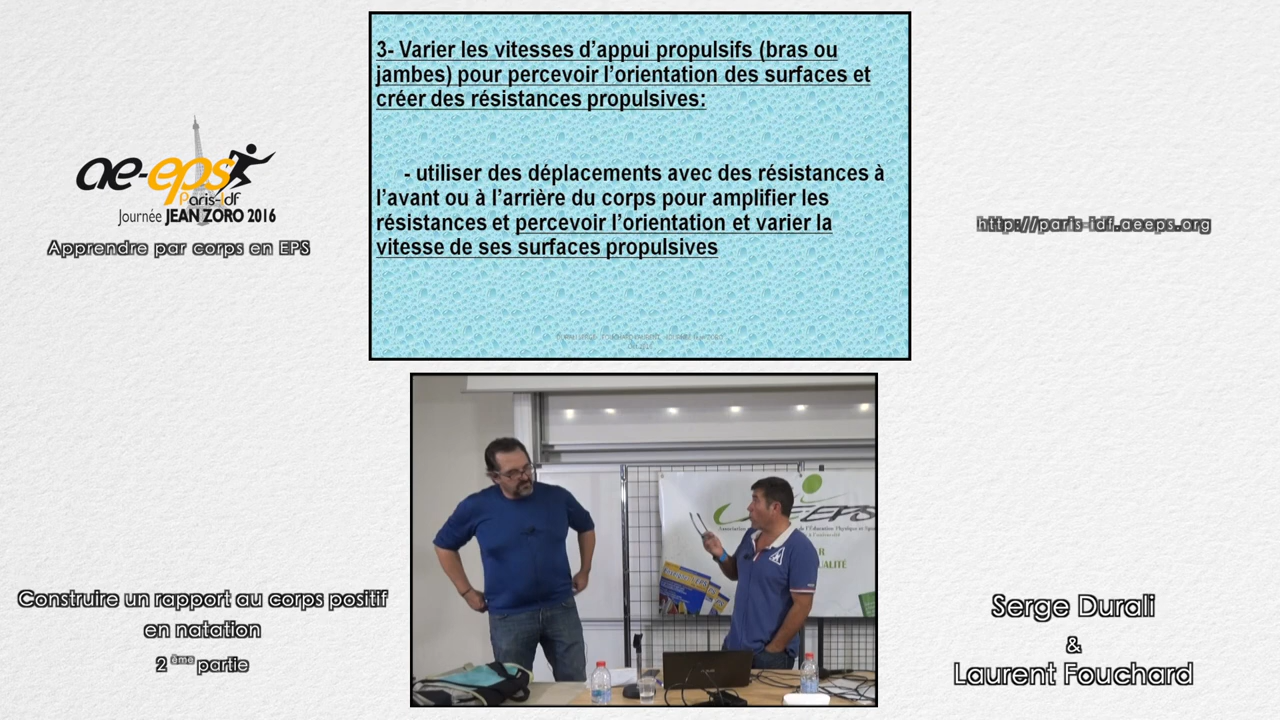 3- Varier les vitesses d’appui propulsifs (bras ou
jambes) pour percevoir l’orientation des surfaces et
créer des résistances propulsives:
- utiliser des déplacements avec des résistances à
l’avant ou à l’arrière du corps pour amplifier les
résistances et percevoir l’orientation et varier la
vitesse de ses surfaces propulsives
ae-eps
Paris-Idf
Journée JEAN ZORO 2016
Apprendre par corps en EPS
http://paris-idf.aeeps.org
Construire un rapport au corps positif
en natation
2 ème partie
Serge Durali
&
Laurent Fouchard